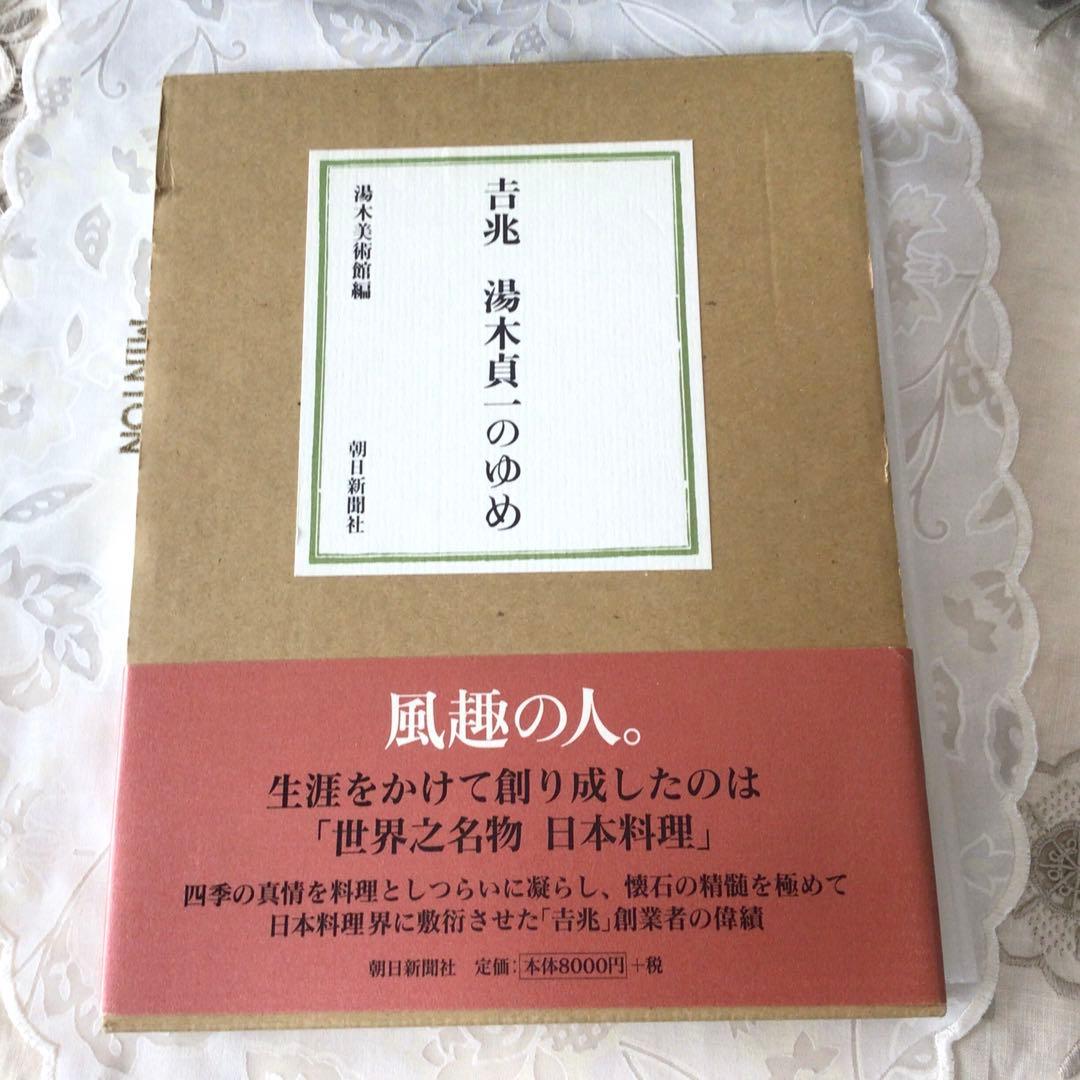 𠮷兆 湯木貞一のゆめ
湯木美術館編
朝日新聞社
風趣の人。
生涯をかけて創り成したのは
「世界之名物 日本料理」
四季の真情を料理としつらいに凝らし、懐石の精髄を極めて
日本料理界に敷衍させた「𠮷兆」創業者の偉績
朝日新聞社 定価:本体8000円+税
MINTON